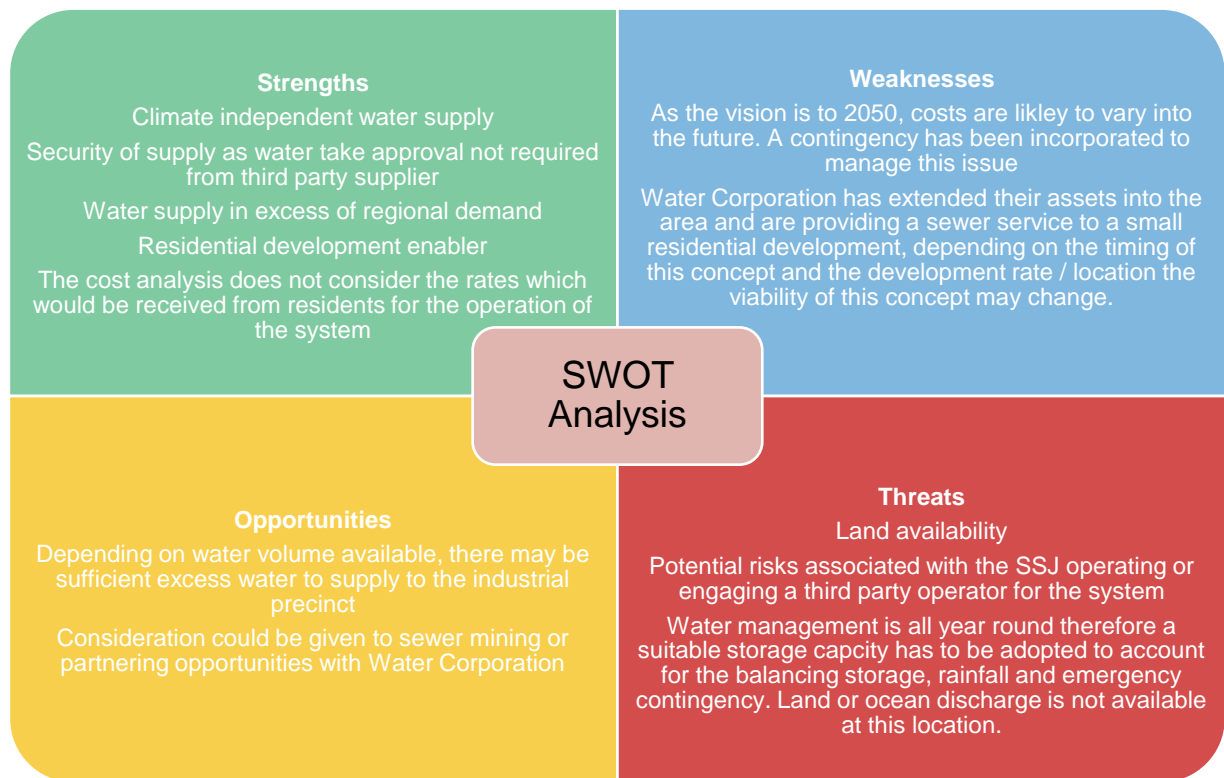 Strengths
Climate independent water supply
Security of supply as water take approval not required
from third party supplier
Water supply in excess of regional demand
Residential development enabler
The cost analysis does not consider the rates which
would be received from residents for the operation of
the system
Weaknesses
As the vision is to 2050, costs are likley to vary into
the future. A contingency has been incorporated to
manage this issue
Water Corporation has extended their assets into the
area and are providing a sewer service to a small
residential development, depending on the timing of
this concept and the development rate / location the
viability of this concept may change.
SWOT
Analysis
Opportunities
Depending on water volume available, there may be
sufficient excess water to supply to the industrial
precinct
Consideration could be given to sewer mining or
partnering opportunities with Water Corporation
Threats
Land availability
Potential risks associated with the SSJ operating or
engaging a third party operator for the system
Water management is all year round therefore a
suitable storage capcity has to be adopted to account
for the balancing storage, rainfall and emergency
contingency. Land or ocean discharge is not available
at this location.